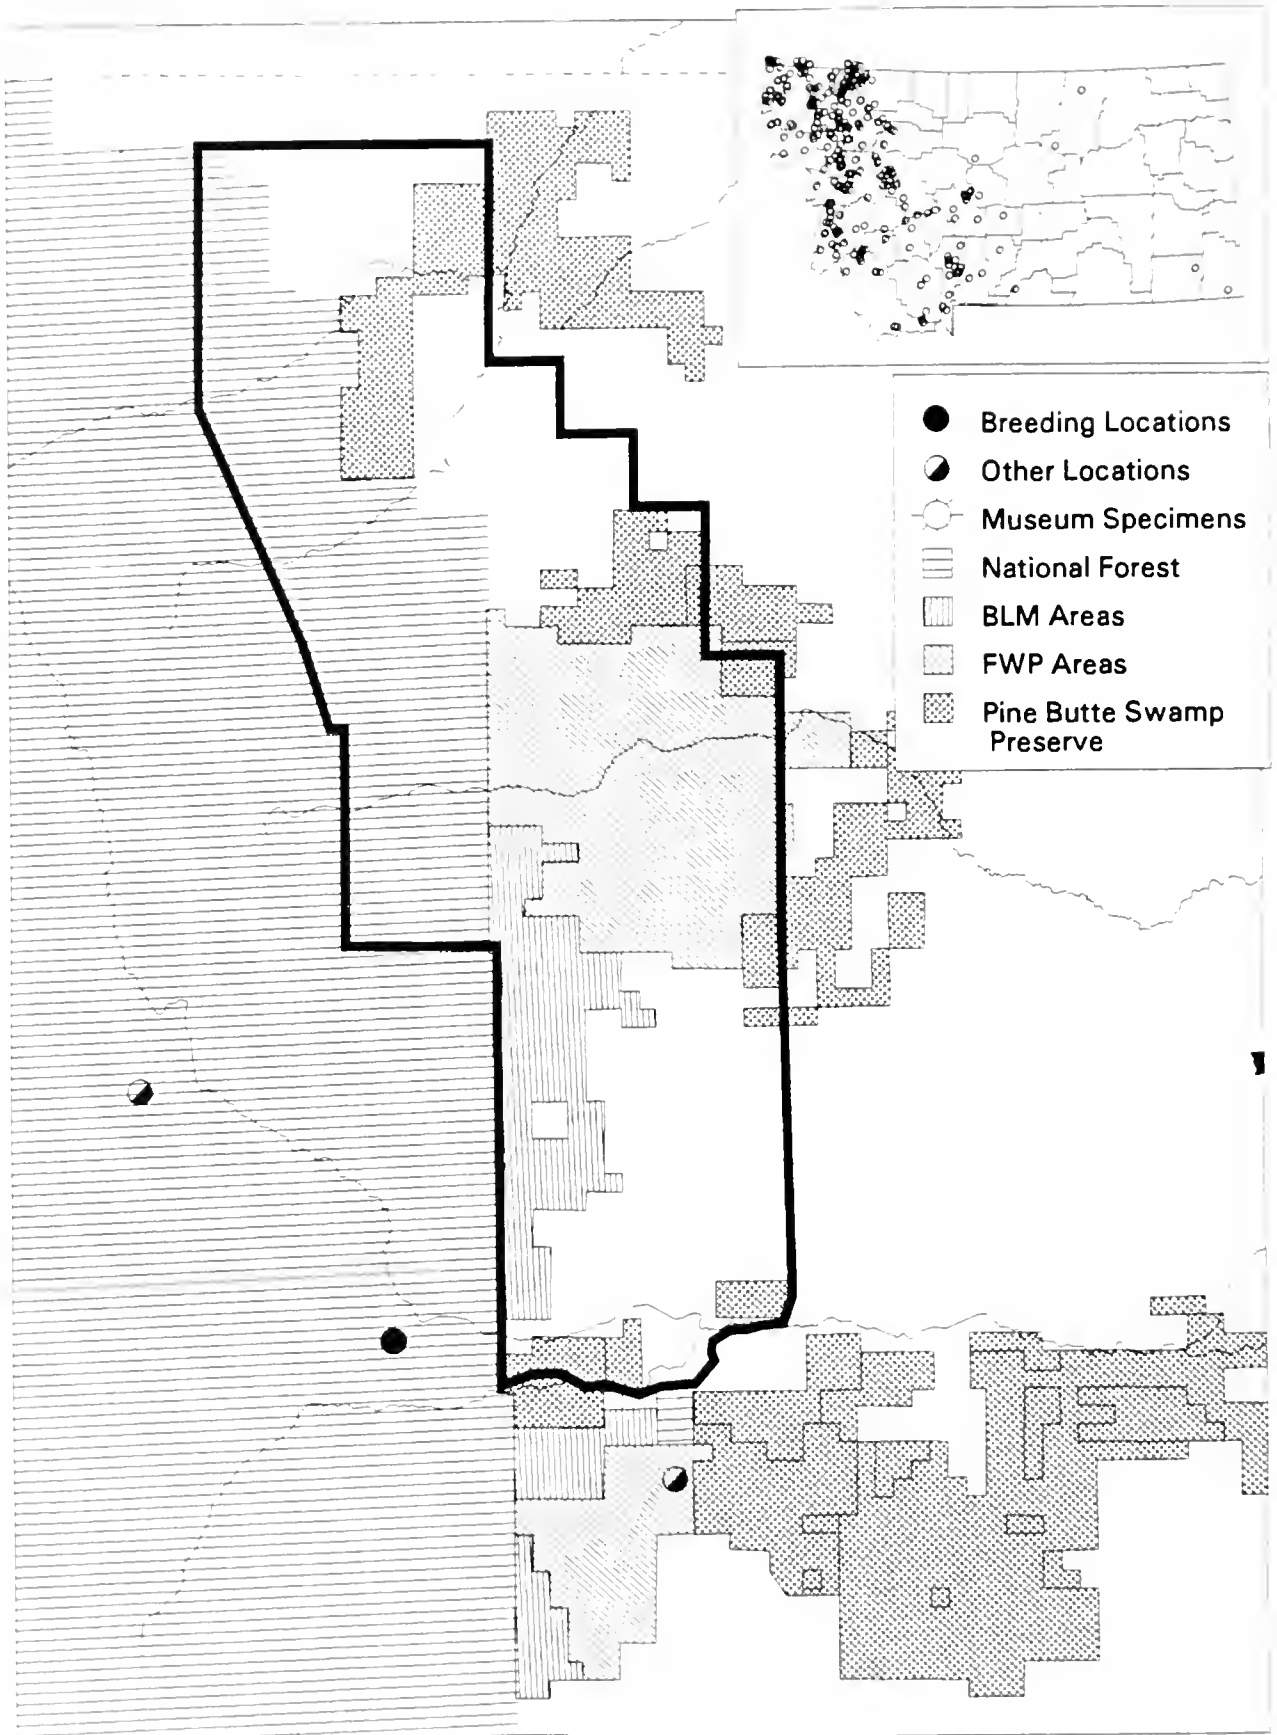 Breeding Locations
Other Locations
Museum Specimens
National Forest
BLM Areas
FWP Areas
Pine Butte Swamp
Preserve